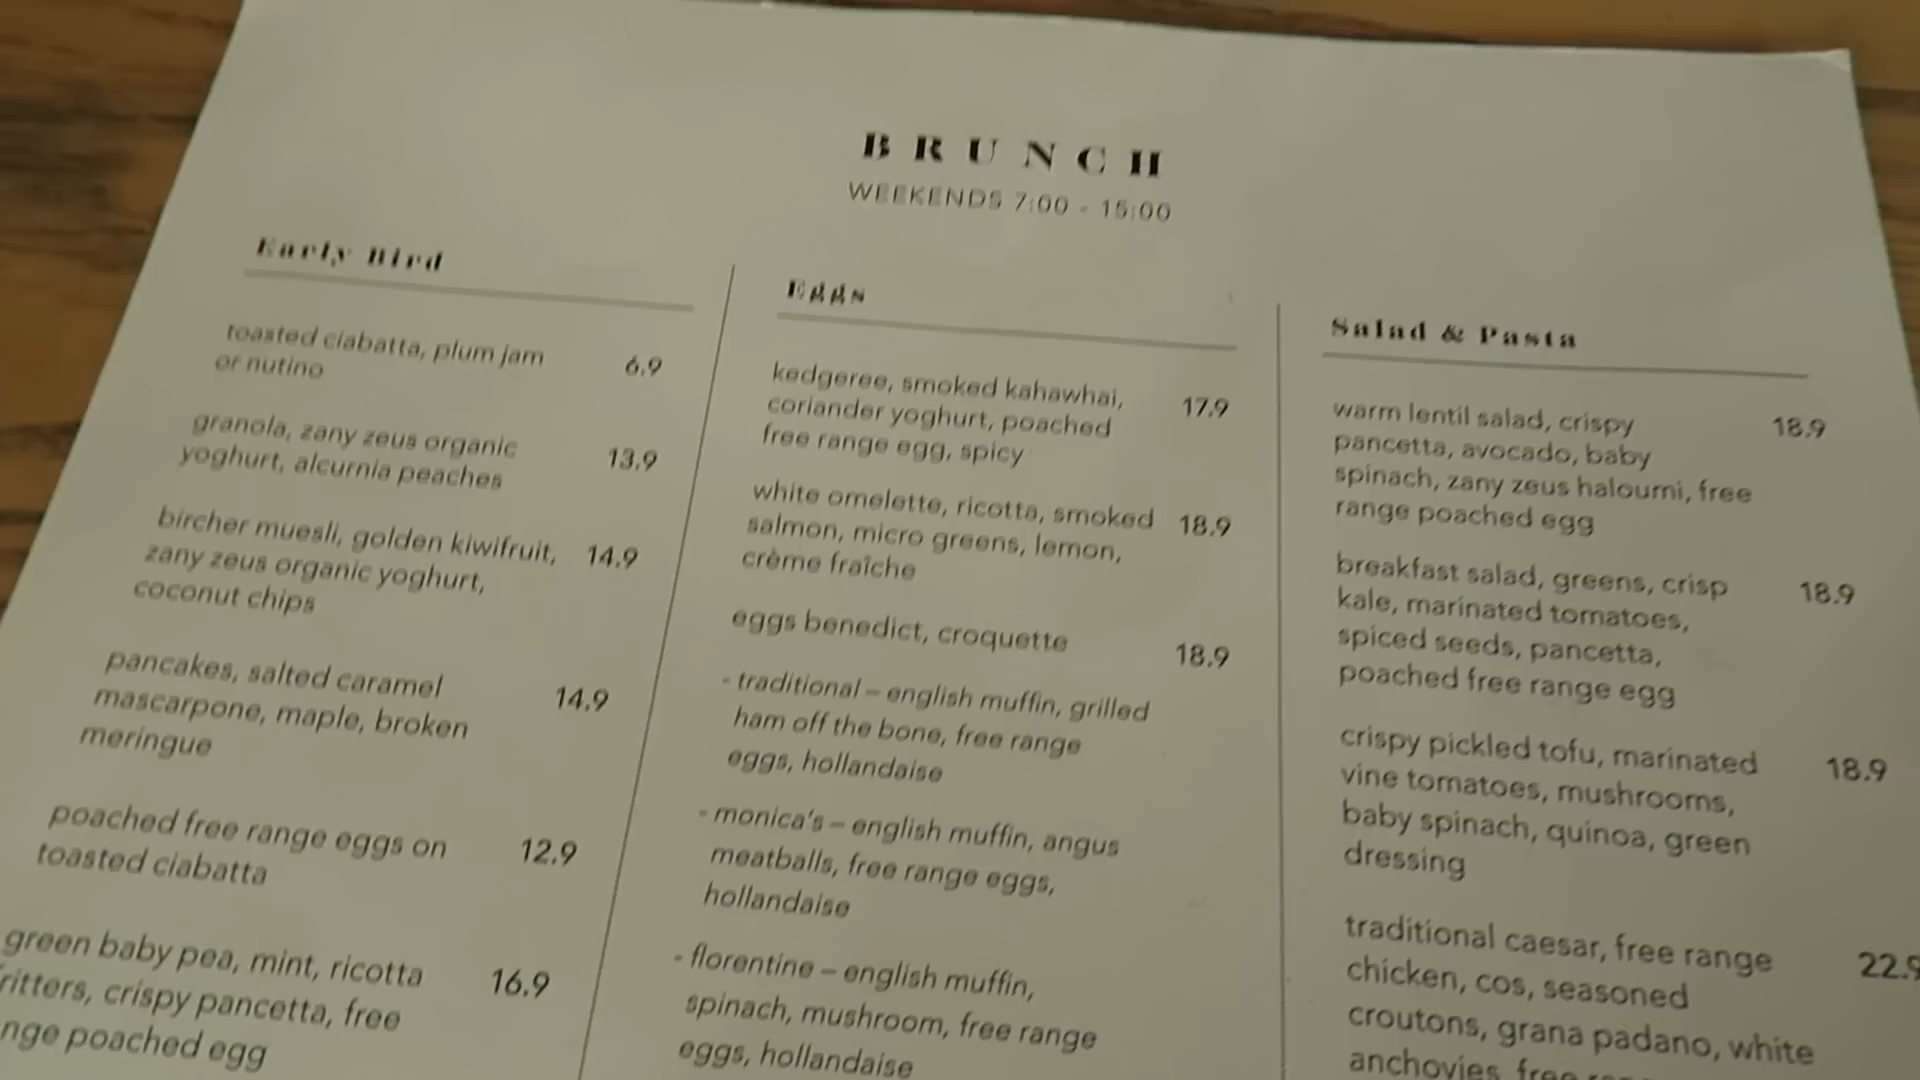 BRUNCH
WEEKENDS 7:00 - 15:00
Early Bird
toasted ciabatta, plum jam 6.9
or nutino
granola, zany zeus organic 13.9
yoghurt, alcurnia peaches
bircher muesli, golden kiwifruit, 14.9
zany zeus organic yoghurt,
coconut chips
pancakes, salted caramel 14.9
mascarpone, maple, broken
meringue
poached free range eggs on 12.9
toasted ciabatta
green baby pea, mint, ricotta 16.9
ritters, crispy pancetta, free
nge poached egg
Eggs
kedgeree, smoked kahawhai, 17.9
coriander yoghurt, poached
free range egg, spicy
white omelette, ricotta, smoked 18.9
salmon, micro greens, lemon,
crème fraîche
eggs benedict, croquette 18.9
- traditional – english muffin, grilled
ham off the bone, free range
eggs, hollandaise
- monica's – english muffin, angus
meatballs, free range eggs,
hollandaise
- florentine – english muffin,
spinach, mushroom, free range
eggs, hollandaise
Salad & Pasta
warm lentil salad, crispy 18.9
pancetta, avocado, baby
spinach, zany zeus haloumi, free
range poached egg
breakfast salad, greens, crisp 18.9
kale, marinated tomatoes,
spiced seeds, pancetta,
poached free range egg
crispy pickled tofu, marinated 18.9
vine tomatoes, mushrooms,
baby spinach, quinoa, green
dressing
traditional caesar, free range 22.9
chicken, cos, seasoned
croutons, grana padano, white
anchovies, free